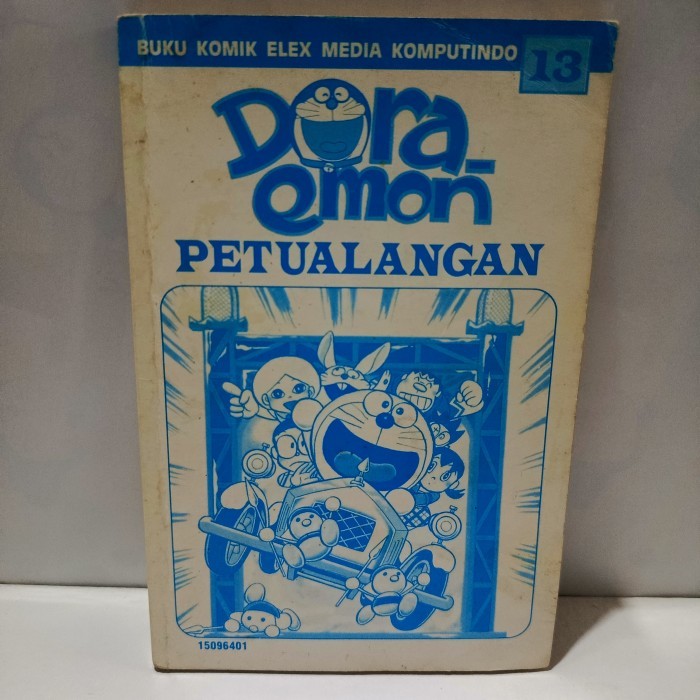 BUKU KOMIK ELEX MEDIA KOMPUTINDO 13
Dora
emon
PETUALANGAN
15096401